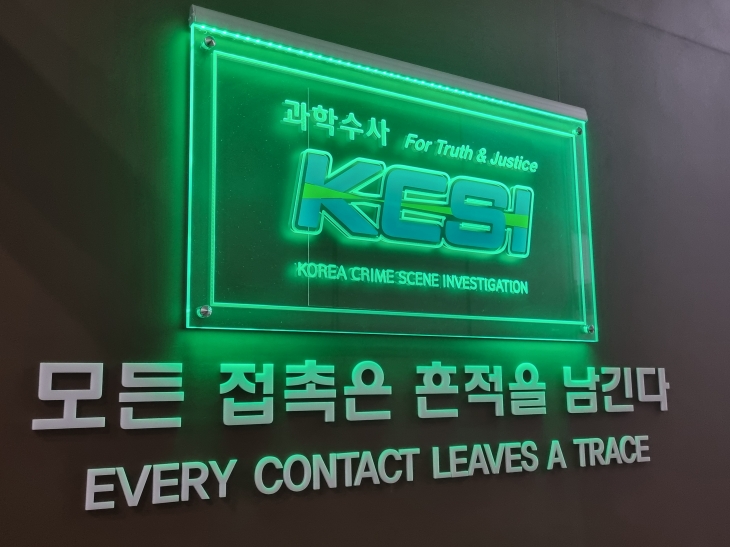 과학수사 For Truth & Justice
KCSI
KOREA CRIME SCENE INVESTIGATION
모든 접촉은 흔적을 남긴다
EVERY CONTACT LEAVES A TRACE